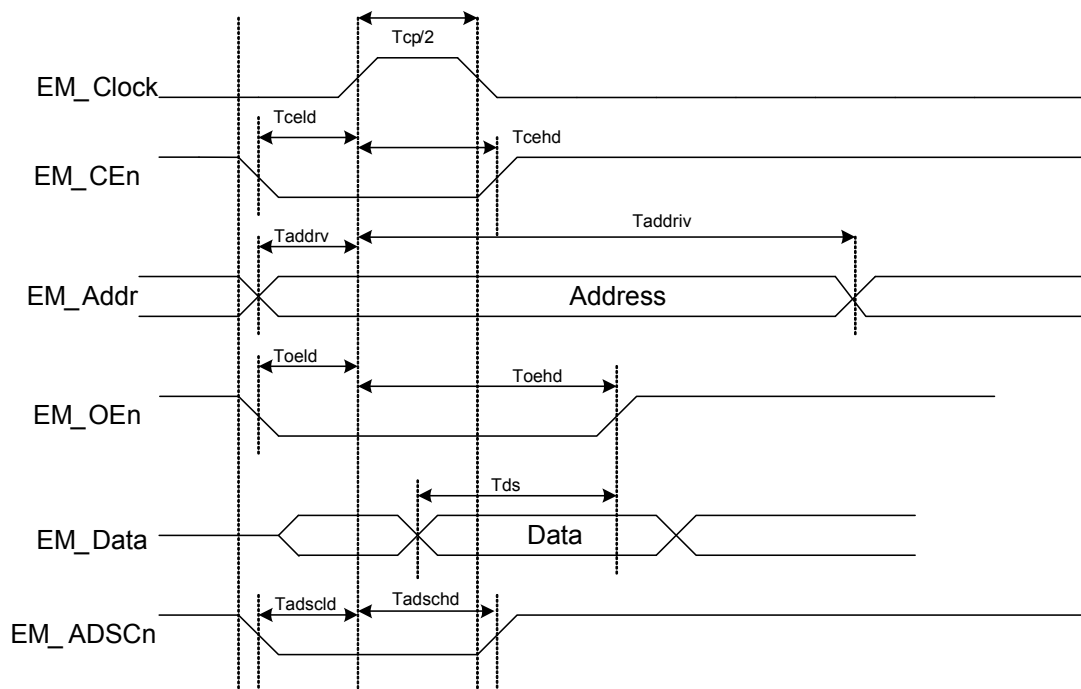 Tcp/2
EM_Clock
Tceld
Tcehd
EM_CEn
Taddrv
Taddriv
EM_Addr
Address
Toeld
Toehd
EM_OEn
Tds
EM_Data
Data
Tadscld
Tadschd
EM_ADSCn